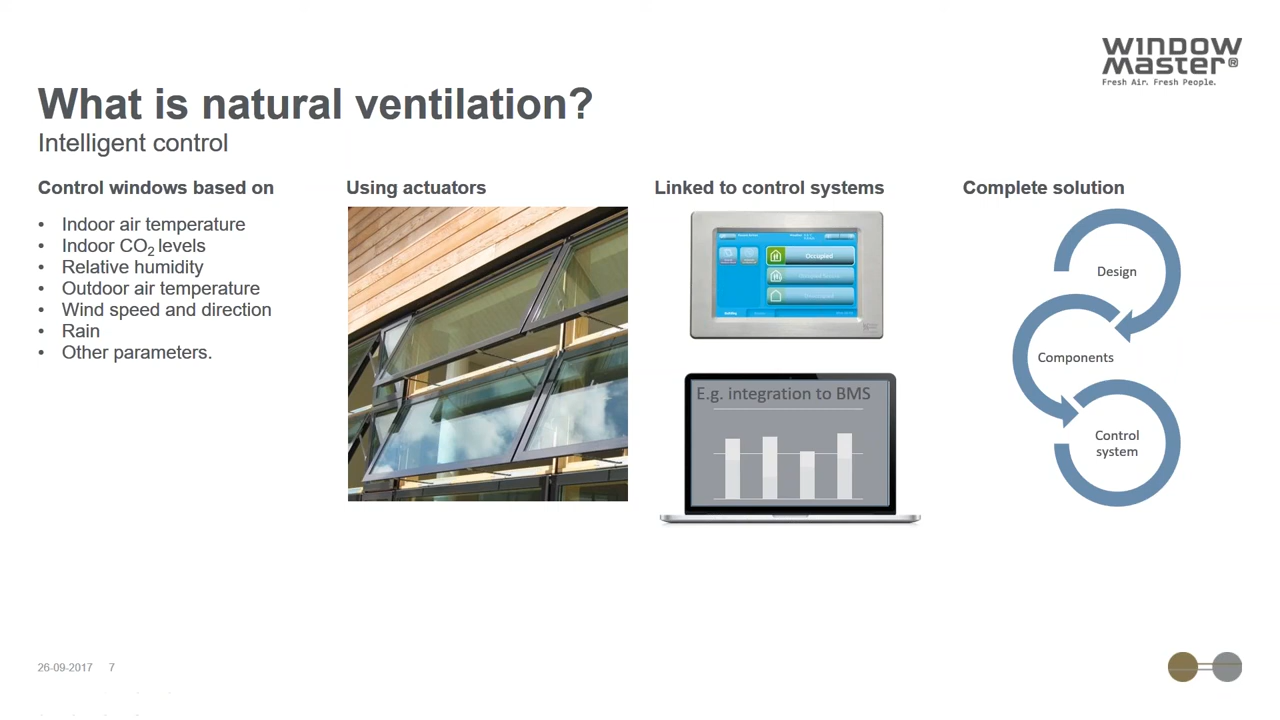 WINDOW
MASTER®
Fresh Air. Fresh People.
What is natural ventilation?
Intelligent control
Control windows based on
• Indoor air temperature
• Indoor CO2 levels
• Relative humidity
• Outdoor air temperature
• Wind speed and direction
• Rain
• Other parameters.
Using actuators
Linked to control systems
Occupied
E.g. integration to BMS
Complete solution
Design
Components
Control
system
26-09-2017 7